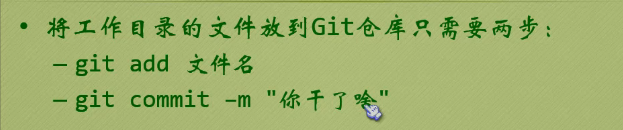 • 将工作目录的文件放到Git仓库只需要两步：
– git add 文件名
– git commit –m "你干了啥"